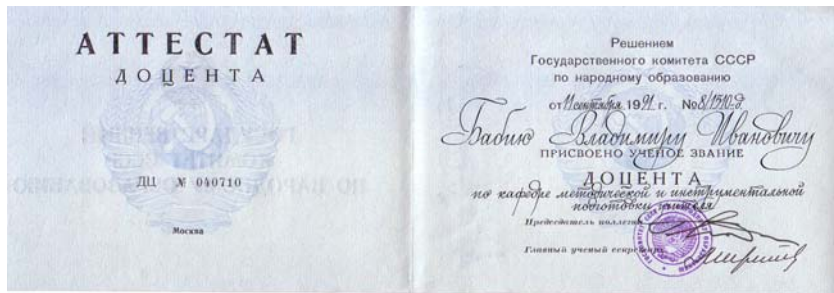 АТТЕСТАТ
ДОЦЕНТА
ДЦ № 040710
Москва
Решением
Государственного комитета СССР
по народному образованию
от 11 сентября 1991 г. № 8/1510-д
Бабию Владимиру Ивановичу
ПРИСВОЕНО УЧЕНОЕ ЗВАНИЕ
ДОЦЕНТА
по кафедре методической и инструментальной
подготовки учителя
Председатель коллегии
Главный ученый секретарь